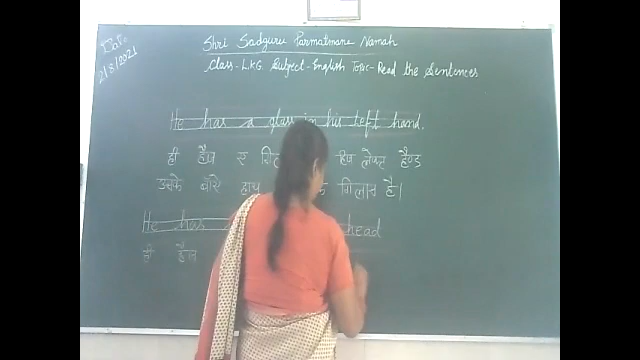 Date
2/8/2021
Shri Sadguru Parmatmane Namah
Class - L.K.G. Subject - English Topic - Read the Sentences
He has a glass in his left hand.
ही हैज हिज लेफ्ट हैण्ड
उसके हाथ गिलास है।
He has head
ही हैज